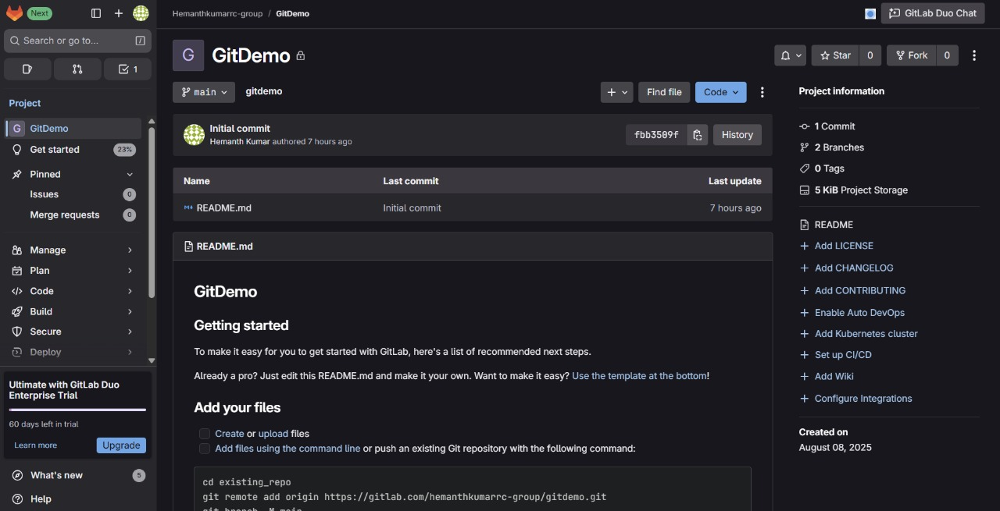 Next
Hemanthkumarrc-group / GitDemo
GitLab Duo Chat
Search or go to... /
1
Project
G GitDemo
Get started 23%
Pinned
Issues 0
Merge requests 0
Manage
Plan
Code
Build
Secure
Deploy
Ultimate with GitLab Duo
Enterprise Trial
60 days left in trial
Learn more Upgrade
What's new 5
Help
G GitDemo
Star 0 Fork 0
main gitdemo
Find file Code
Initial commit
Hemanth Kumar authored 7 hours ago
fbb3509f History
Name Last commit Last update
README.md Initial commit 7 hours ago
README.md
GitDemo
Getting started
To make it easy for you to get started with GitLab, here's a list of recommended next steps.
Already a pro? Just edit this README.md and make it your own. Want to make it easy? Use the template at the bottom!
Add your files
Create or upload files
Add files using the command line or push an existing Git repository with the following command:
cd existing_repo
git remote add origin https://gitlab.com/hemanthkumarrc-group/gitdemo.git
git branch -M main
Project information
1 Commit
2 Branches
0 Tags
5 KiB Project Storage
README
Add LICENSE
Add CHANGELOG
Add CONTRIBUTING
Enable Auto DevOps
Add Kubernetes cluster
Set up CI/CD
Add Wiki
Configure Integrations
Created on
August 08, 2025